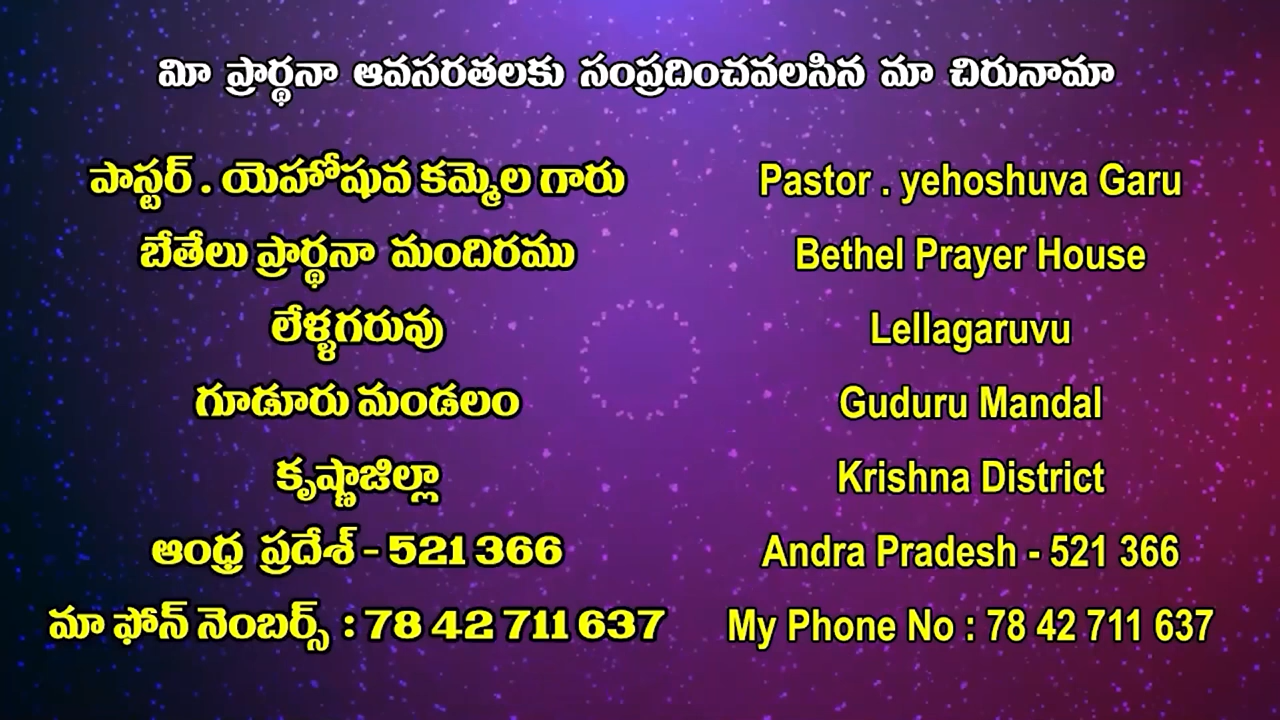 మీ ప్రార్థనా ఆవసరతలకు సంప్రదించవలసిన మా చిరునామా
పాస్టర్ . యెహోషువ కమ్మెల గారు
బేతేలు ప్రార్థనా మందిరము
లేళ్ళగరువు
గూడూరు మండలం
కృష్ణాజిల్లా
ఆంధ్ర ప్రదేశ్ - 521 366
మా ఫోన్ నెంబర్స్ : 78 42 711 637
Pastor . yehoshuva Garu
Bethel Prayer House
Lellagaruvu
Guduru Mandal
Krishna District
Andra Pradesh - 521 366
My Phone No : 78 42 711 637